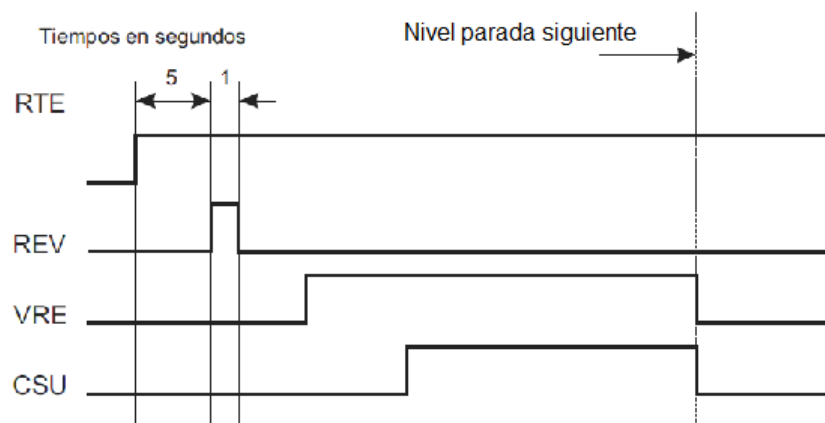 Tiempos en segundos
Nivel parada siguiente
5
1
RTE
REV
VRE
CSU